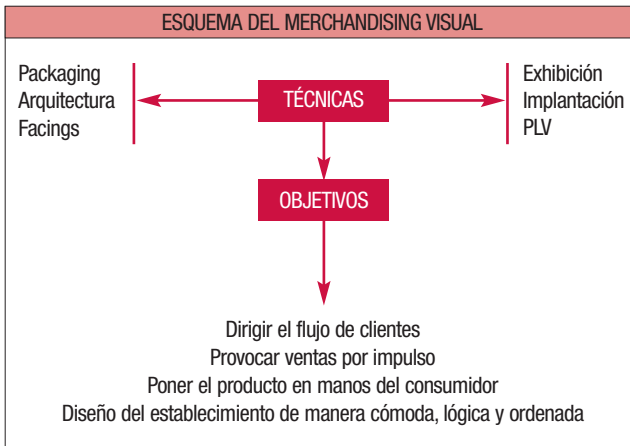 ESQUEMA DEL MERCHANDISING VISUAL
Packaging
Arquitectura
Facings
TÉCNICAS
Exhibición
Implantación
PLV
OBJETIVOS
Dirigir el flujo de clientes
Provocar ventas por impulso
Poner el producto en manos del consumidor
Diseño del establecimiento de manera cómoda, lógica y ordenada